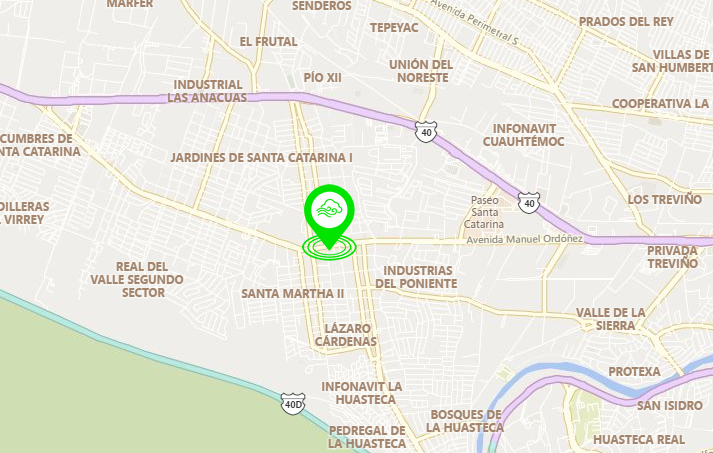 MARFER
SENDEROS
TEPEYAC
Avenida Perimetral S
PRADOS DEL REY
EL FRUTAL
UNIÓN DEL
NORESTE
VILLAS DE
SAN HUMBERT
PÍO XII
INDUSTRIAL
LAS ANACUAS
COOPERATIVA LA
40
INFONAVIT
CUAUHTÉMOC
CUMBRES DE
NTA CATARINA
JARDINES DE SANTA CATARINA I
DILLERAS
VIRREY
Paseo
Santa
Catarina
40
LOS TREVIÑO
Avenida Manuel Ordóñez
PRIVADA
TREVIÑO
REAL DEL
VALLE SEGUNDO
SECTOR
INDUSTRIAS
DEL PONIENTE
SANTA MARTHA II
VALLE DE LA
SIERRA
LÁZARO
CÁRDENAS
PROTEXA
INFONAVIT LA
HUASTECA
40D
SAN ISIDRO
BOSQUES DE
LA HUASTECA
PEDREGAL DE
LA HUASTECA
HUASTECA REAL